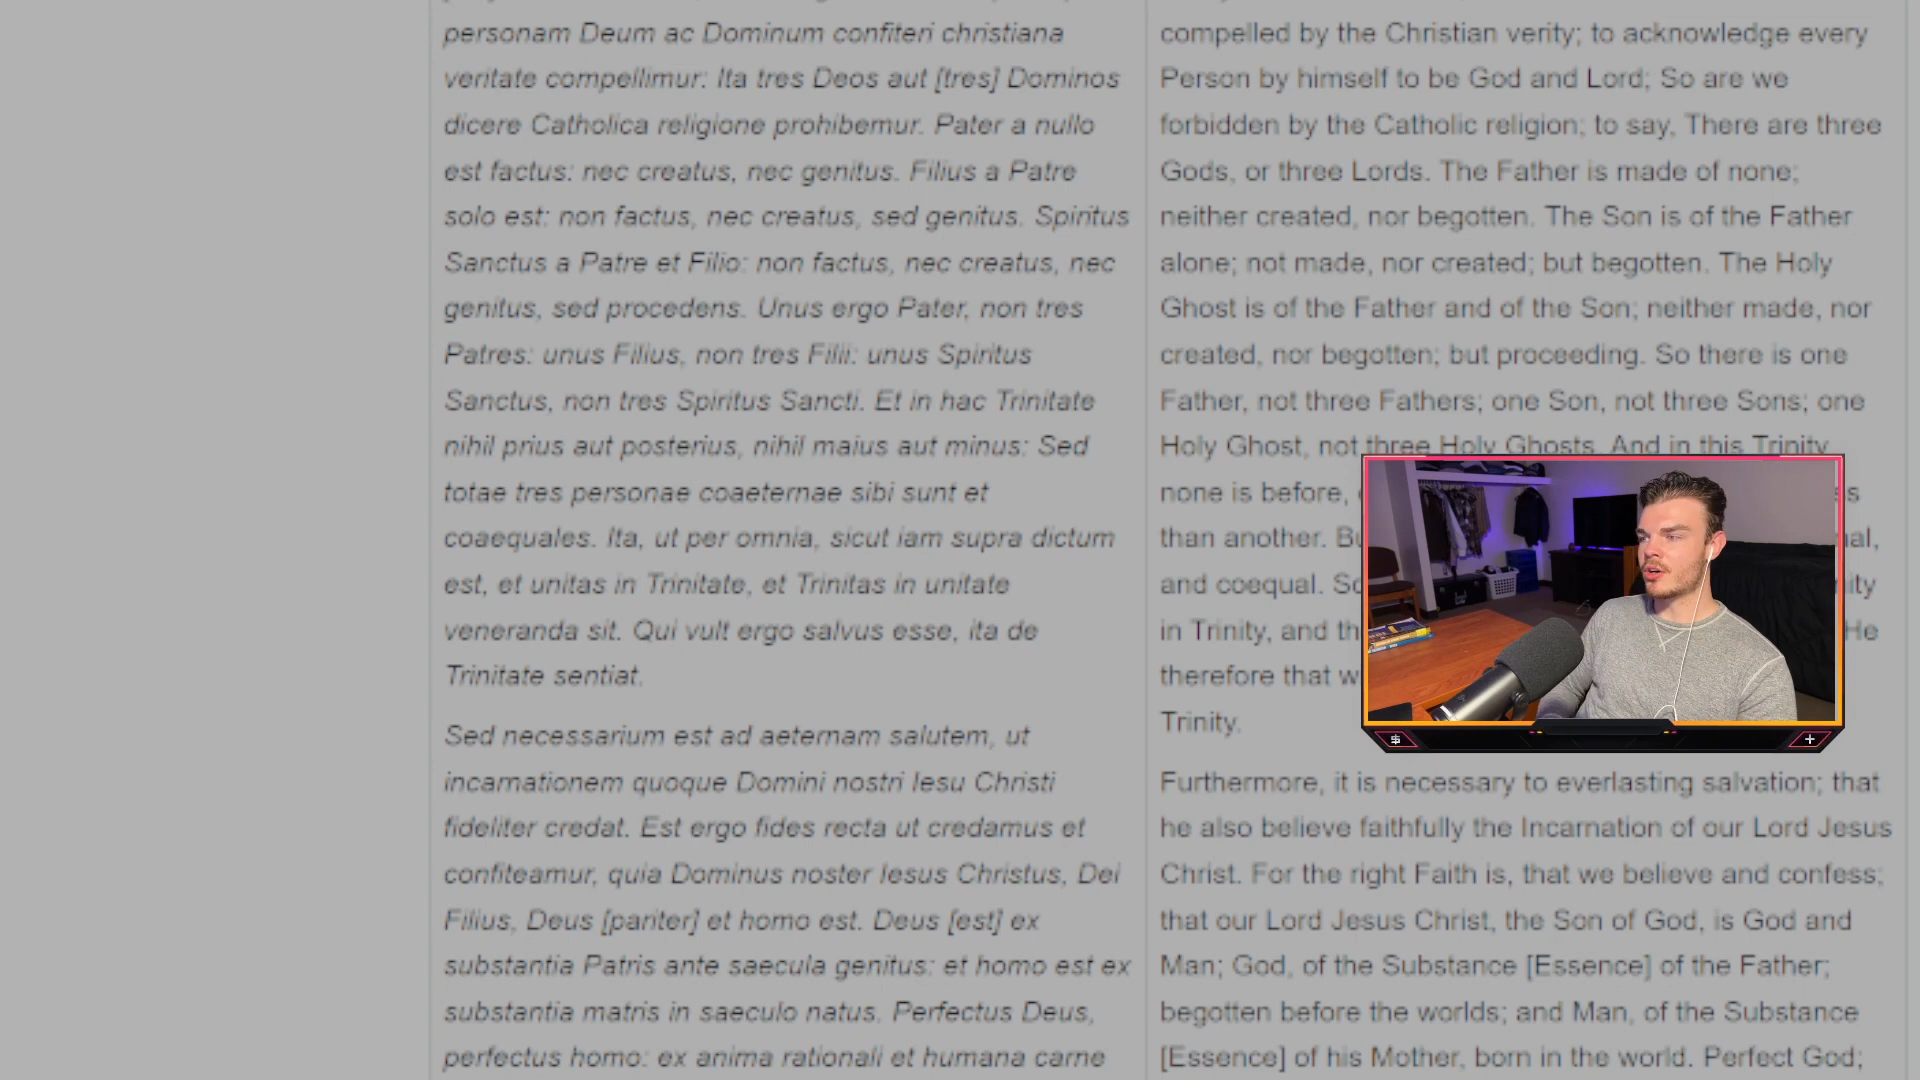 personam Deum ac Dominum confiteri christiana
veritate compellimur: Ita tres Deos aut [tres] Dominos
dicere Catholica religione prohibemur. Pater a nullo
est factus: nec creatus, nec genitus. Filius a Patre
solo est: non factus, nec creatus, sed genitus. Spiritus
Sanctus a Patre et Filio: non factus, nec creatus, nec
genitus, sed procedens. Unus ergo Pater, non tres
Patres: unus Filius, non tres Filii: unus Spiritus
Sanctus, non tres Spiritus Sancti. Et in hac Trinitate
nihil prius aut posterius, nihil maius aut minus: Sed
totae tres personae coaeternae sibi sunt et
coaequales. Ita, ut per omnia, sicut iam supra dictum
est, et unitas in Trinitate, et Trinitas in unitate
veneranda sit. Qui vult ergo salvus esse, ita de
Trinitate sentiat.
Sed necessarium est ad aeternam salutem, ut
incarnationem quoque Domini nostri Iesu Christi
fideliter credat. Est ergo fides recta ut credamus et
confiteamur, quia Dominus noster Iesus Christus, Dei
Filius, Deus [pariter] et homo est. Deus [est] ex
substantia Patris ante saecula genitus: et homo est ex
substantia matris in saeculo natus. Perfectus Deus,
perfectus homo: ex anima rationali et humana carne
compelled by the Christian verity; to acknowledge every
Person by himself to be God and Lord; So are we
forbidden by the Catholic religion; to say, There are three
Gods, or three Lords. The Father is made of none;
neither created, nor begotten. The Son is of the Father
alone; not made, nor created; but begotten. The Holy
Ghost is of the Father and of the Son; neither made, nor
created, nor begotten; but proceeding. So there is one
Father, not three Fathers; one Son, not three Sons; one
Holy Ghost, not three Holy Ghosts. And in this Trinity
none is before,
than another.
and coequal.
in Trinity, and He
therefore that
Trinity.
Furthermore, it is necessary to everlasting salvation; that
he also believe faithfully the Incarnation of our Lord Jesus
Christ. For the right Faith is, that we believe and confess;
that our Lord Jesus Christ, the Son of God, is God and
Man; God, of the Substance [Essence] of the Father;
begotten before the worlds; and Man, of the Substance
[Essence] of his Mother, born in the world. Perfect God;